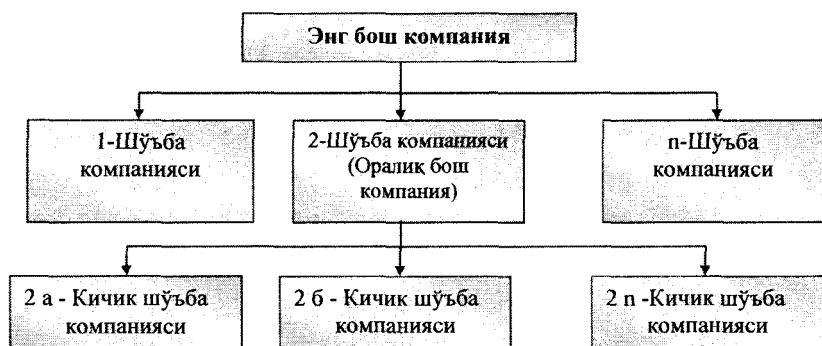 Энг бош компания
1-Шўъба
компанияси
2-Шўъба компанияси
(Оралиқ бош
компания)
n-Шўъба
компанияси
2 а - Кичик шўъба
компанияси
2 б - Кичик шўъба
компанияси
2 n -Кичик шўъба
компанияси